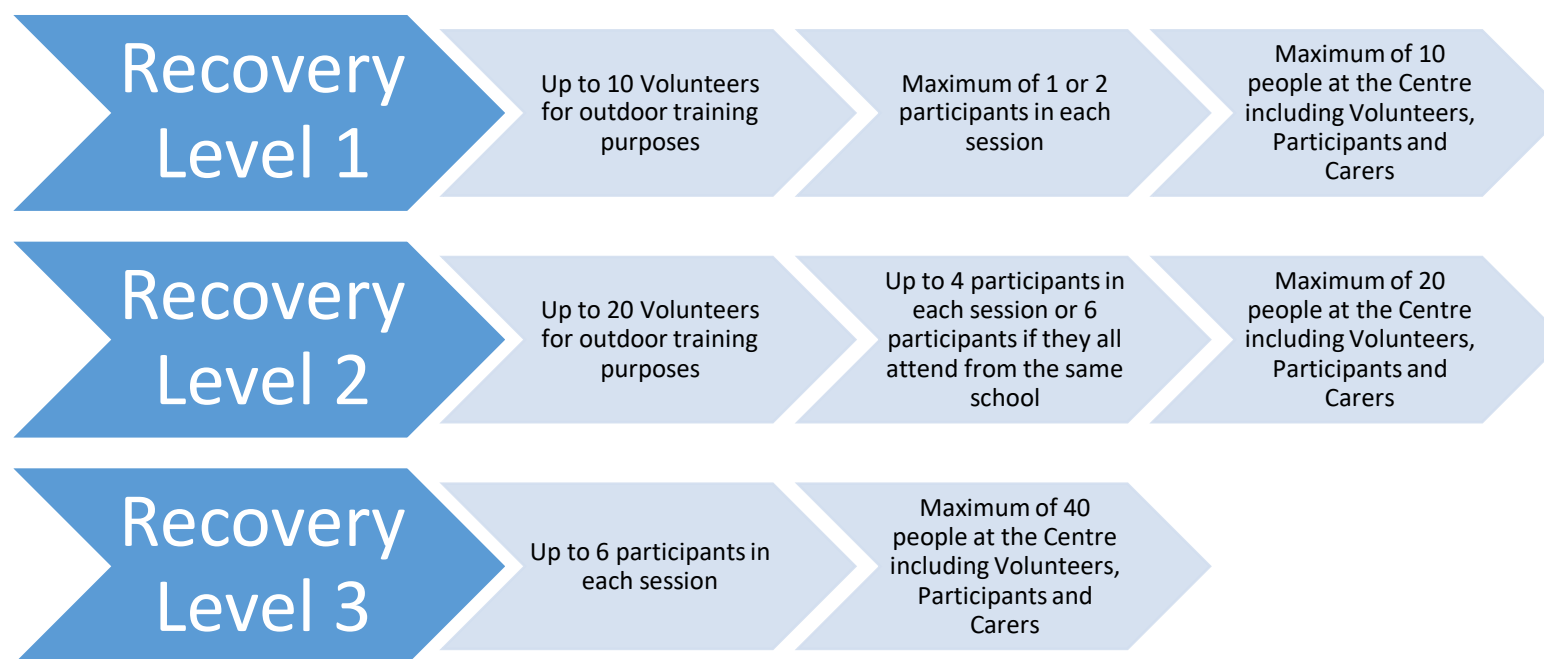 Recovery
Level 1
Up to 10 Volunteers
for outdoor training
purposes
Maximum of 1 or 2
participants in each
session
Maximum of 10
people at the Centre
including Volunteers,
Participants and
Carers
Recovery
Level 2
Up to 20 Volunteers
for outdoor training
purposes
Up to 4 participants in
each session or 6
participants if they all
attend from the same
school
Maximum of 20
people at the Centre
including Volunteers,
Participants and
Carers
Recovery
Level 3
Up to 6 participants in
each session
Maximum of 40
people at the Centre
including Volunteers,
Participants and
Carers